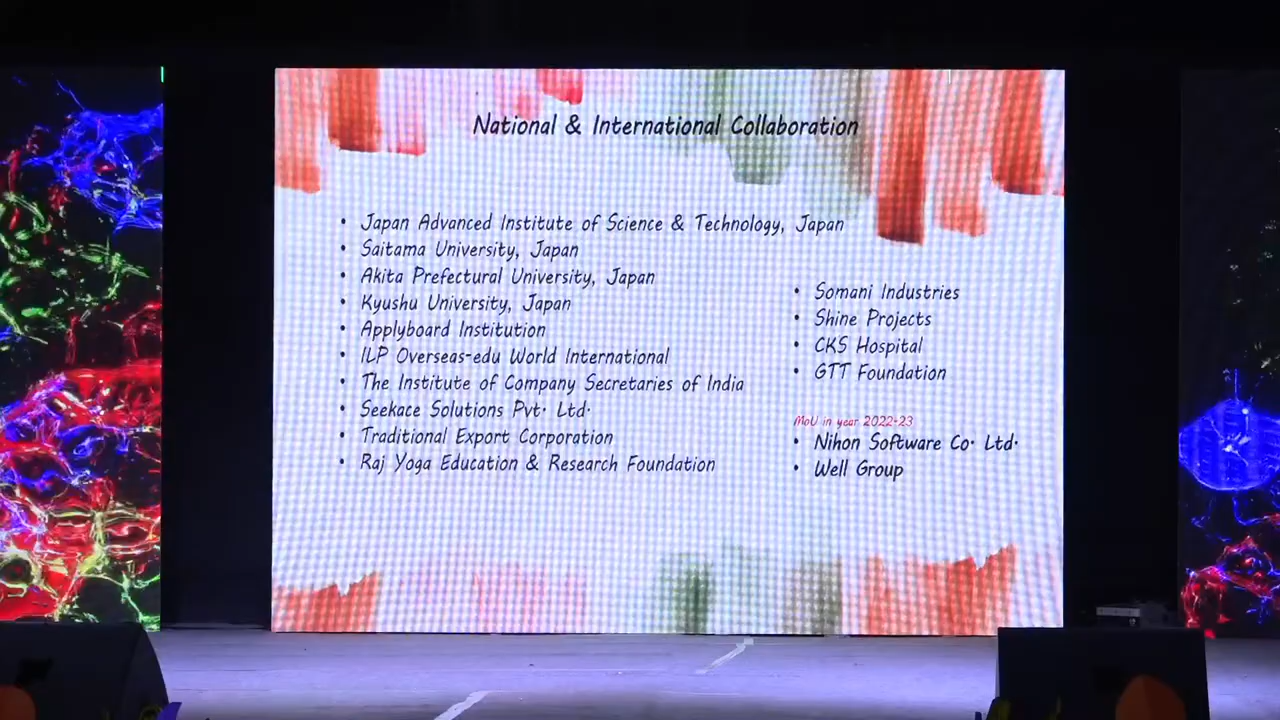 National & International Collaboration
Japan Advanced Institute of Science & Technology, Japan
Saitama University, Japan
Akita Prefectural University, Japan
Kyushu University, Japan
Applyboard Institution
ILP Overseas-edu World International
The Institute of Company Secretaries of India
Seekace Solutions Pvt. Ltd.
Traditional Export Corporation
Raj Yoga Education & Research Foundation
Somani Industries
Shine Projects
CKS Hospital
GTT Foundation
MoU in year 2022-23
Nihon Software Co. Ltd.
Well Group